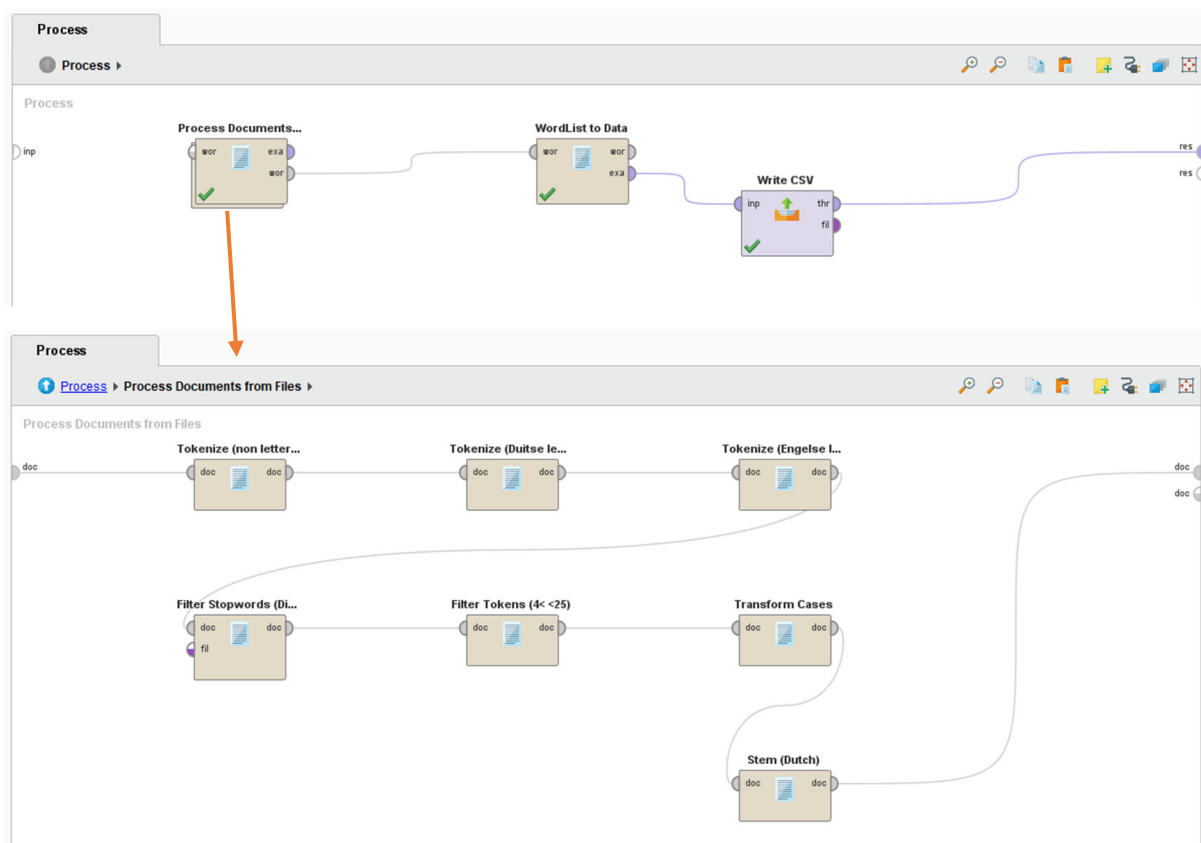 Process
Process
Process
Process Documents...
WordList to Data
inp
wor
exa
wor
wor
wor
exa
Write CSV
inp
thr
fil
res
res
Process
Process Process Documents from Files
Process Documents from Files
Tokenize (non letter...
Tokenize (Duitse le...
Tokenize (Engelse l...
doc
doc
doc
doc
doc
doc
doc
doc
doc
Filter Stopwords (Di...
Filter Tokens (4< <25)
Transform Cases
doc
doc
fil
doc
doc
doc
doc
Stem (Dutch)
doc
doc